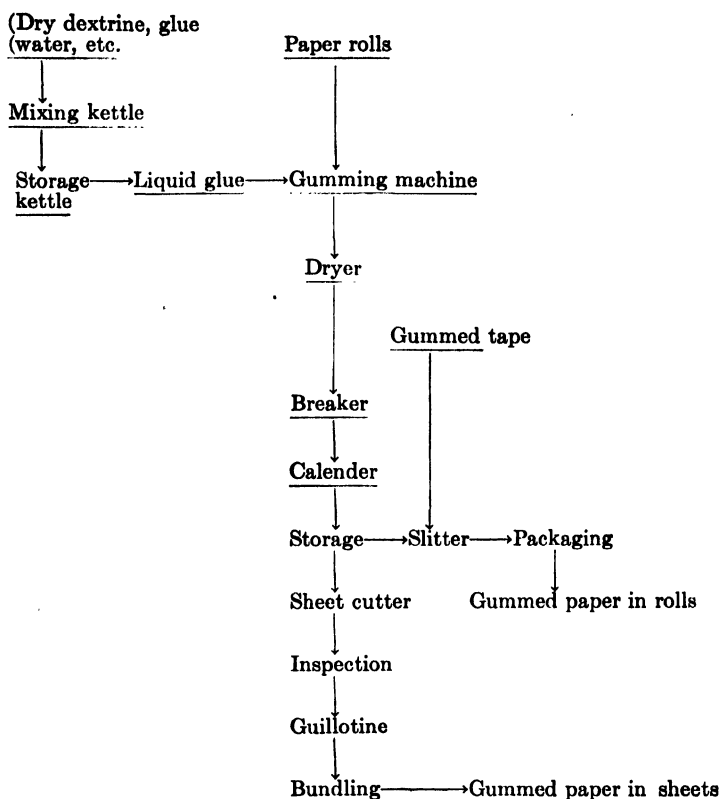 (Dry dextrine, glue
(water, etc.
Paper rolls
Mixing kettle
Storage
kettle
Liquid glue
Gumming machine
Dryer
Gummed tape
Breaker
Calender
Storage
Slitter
Packaging
Sheet cutter
Gummed paper in rolls
Inspection
Guillotine
Bundling
Gummed paper in sheets